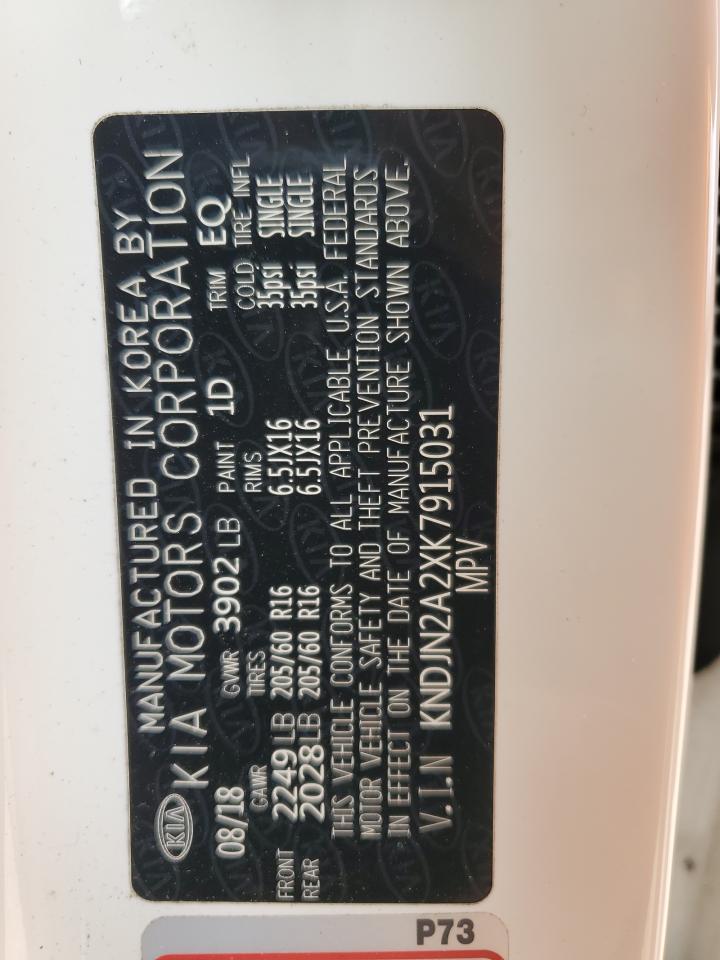 MANUFACTURED IN KOREA BY
KIA KIA MOTORS CORPORATION
08/18 GVWR 3902 LB PAINT 1D TRIM EQ
GAWR TIRES RIMS COLD TIRE INFL
FRONT 2249 LB 205/60 R16 6.5JX16 35psi SINGLE
REAR 2028 LB 205/60 R16 6.5JX16 35psi SINGLE
THIS VEHICLE CONFORMS TO ALL APPLICABLE U.S.A. FEDERAL
MOTOR VEHICLE SAFETY AND THEFT PREVENTION STANDARDS
IN EFFECT ON THE DATE OF MANUFACTURE SHOWN ABOVE.
V.I.N KNDJN2A2XK7915031
MPV
P73